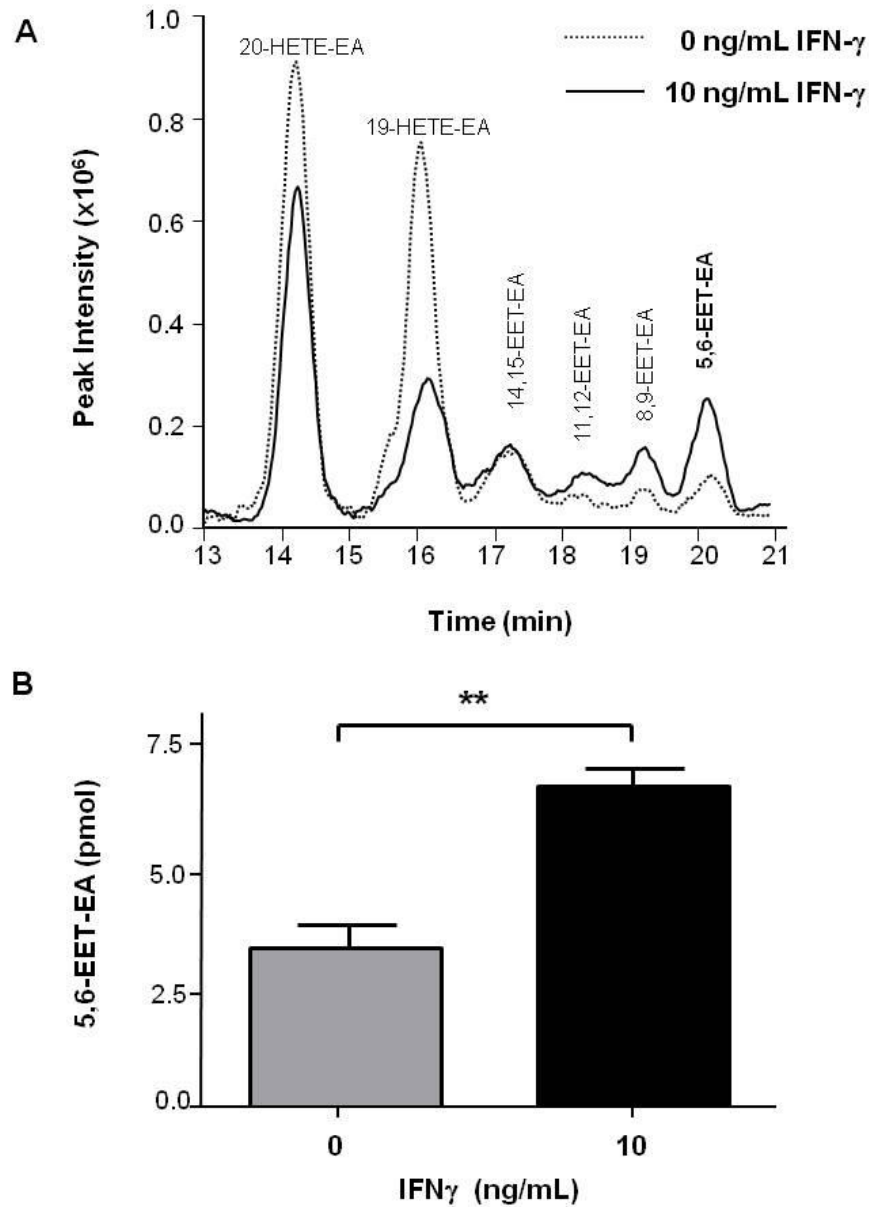 A
1.0
0.8
0.6
0.4
0.2
0.0
Peak Intensity (x10⁶)
20-HETE-EA
19-HETE-EA
14,15-EET-EA
11,12-EET-EA
8,9-EET-EA
5,6-EET-EA
0 ng/mL IFN-γ
10 ng/mL IFN-γ
13 14 15 16 17 18 19 20 21
Time (min)
B
**
7.5
5.0
2.5
0.0
5,6-EET-EA (pmol)
0 10
IFNγ (ng/mL)